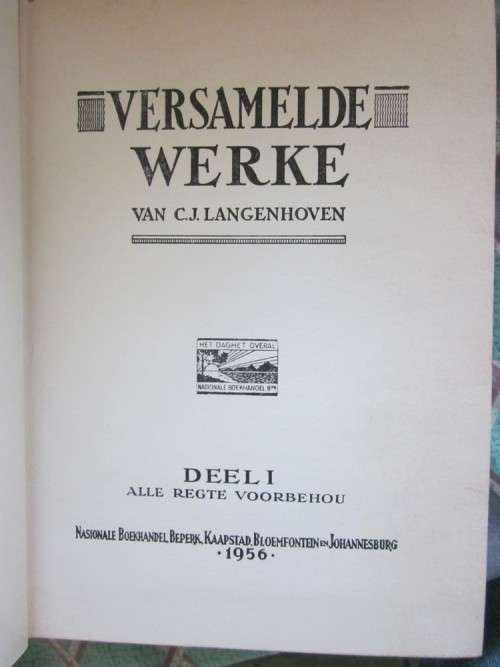 VERSAMELDE
WERKE
VAN C.J. LANGENHOVEN
HET DAGHET OVERAL
NASIONALE BOEKHANDEL BPK
DEEL I
ALLE REGTE VOORBEHOU
NASIONALE BOEKHANDEL BEPERK, KAAPSTAD, BLOEMFONTEIN EN JOHANNESBURG
·1956·